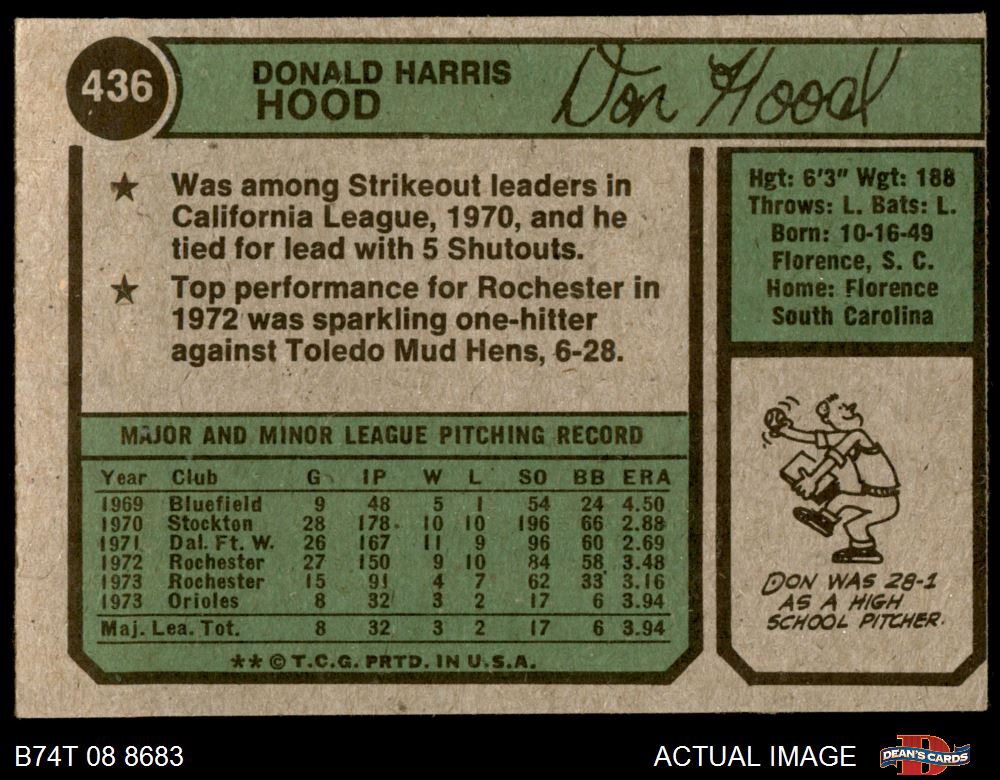 436
DONALD HARRIS
HOOD
Don Hood
★ Was among Strikeout leaders in
California League, 1970, and he
tied for lead with 5 Shutouts.
★ Top performance for Rochester in
1972 was sparkling one-hitter
against Toledo Mud Hens, 6-28.
Hgt: 6'3" Wgt: 188
Throws: L. Bats: L.
Born: 10-16-49
Florence, S. C.
Home: Florence
South Carolina
MAJOR AND MINOR LEAGUE PITCHING RECORD
Year Club G IP W L SO BB ERA
1969 Bluefield 9 48 5 1 54 24 4.50
1970 Stockton 28 178 10 10 196 66 2.88
1971 Dal. Ft. W. 26 167 11 9 96 60 2.69
1972 Rochester 27 150 9 10 84 58 3.48
1973 Rochester 15 91 4 7 62 33 3.16
1973 Orioles 8 32 3 2 17 6 3.94
Maj. Lea. Tot. 8 32 3 2 17 6 3.94
** © T.C.G. PRTD. IN U.S.A.
DON WAS 28-1
AS A HIGH
SCHOOL PITCHER.
B74T 08 8683
ACTUAL IMAGE
DEAN'S CARDS